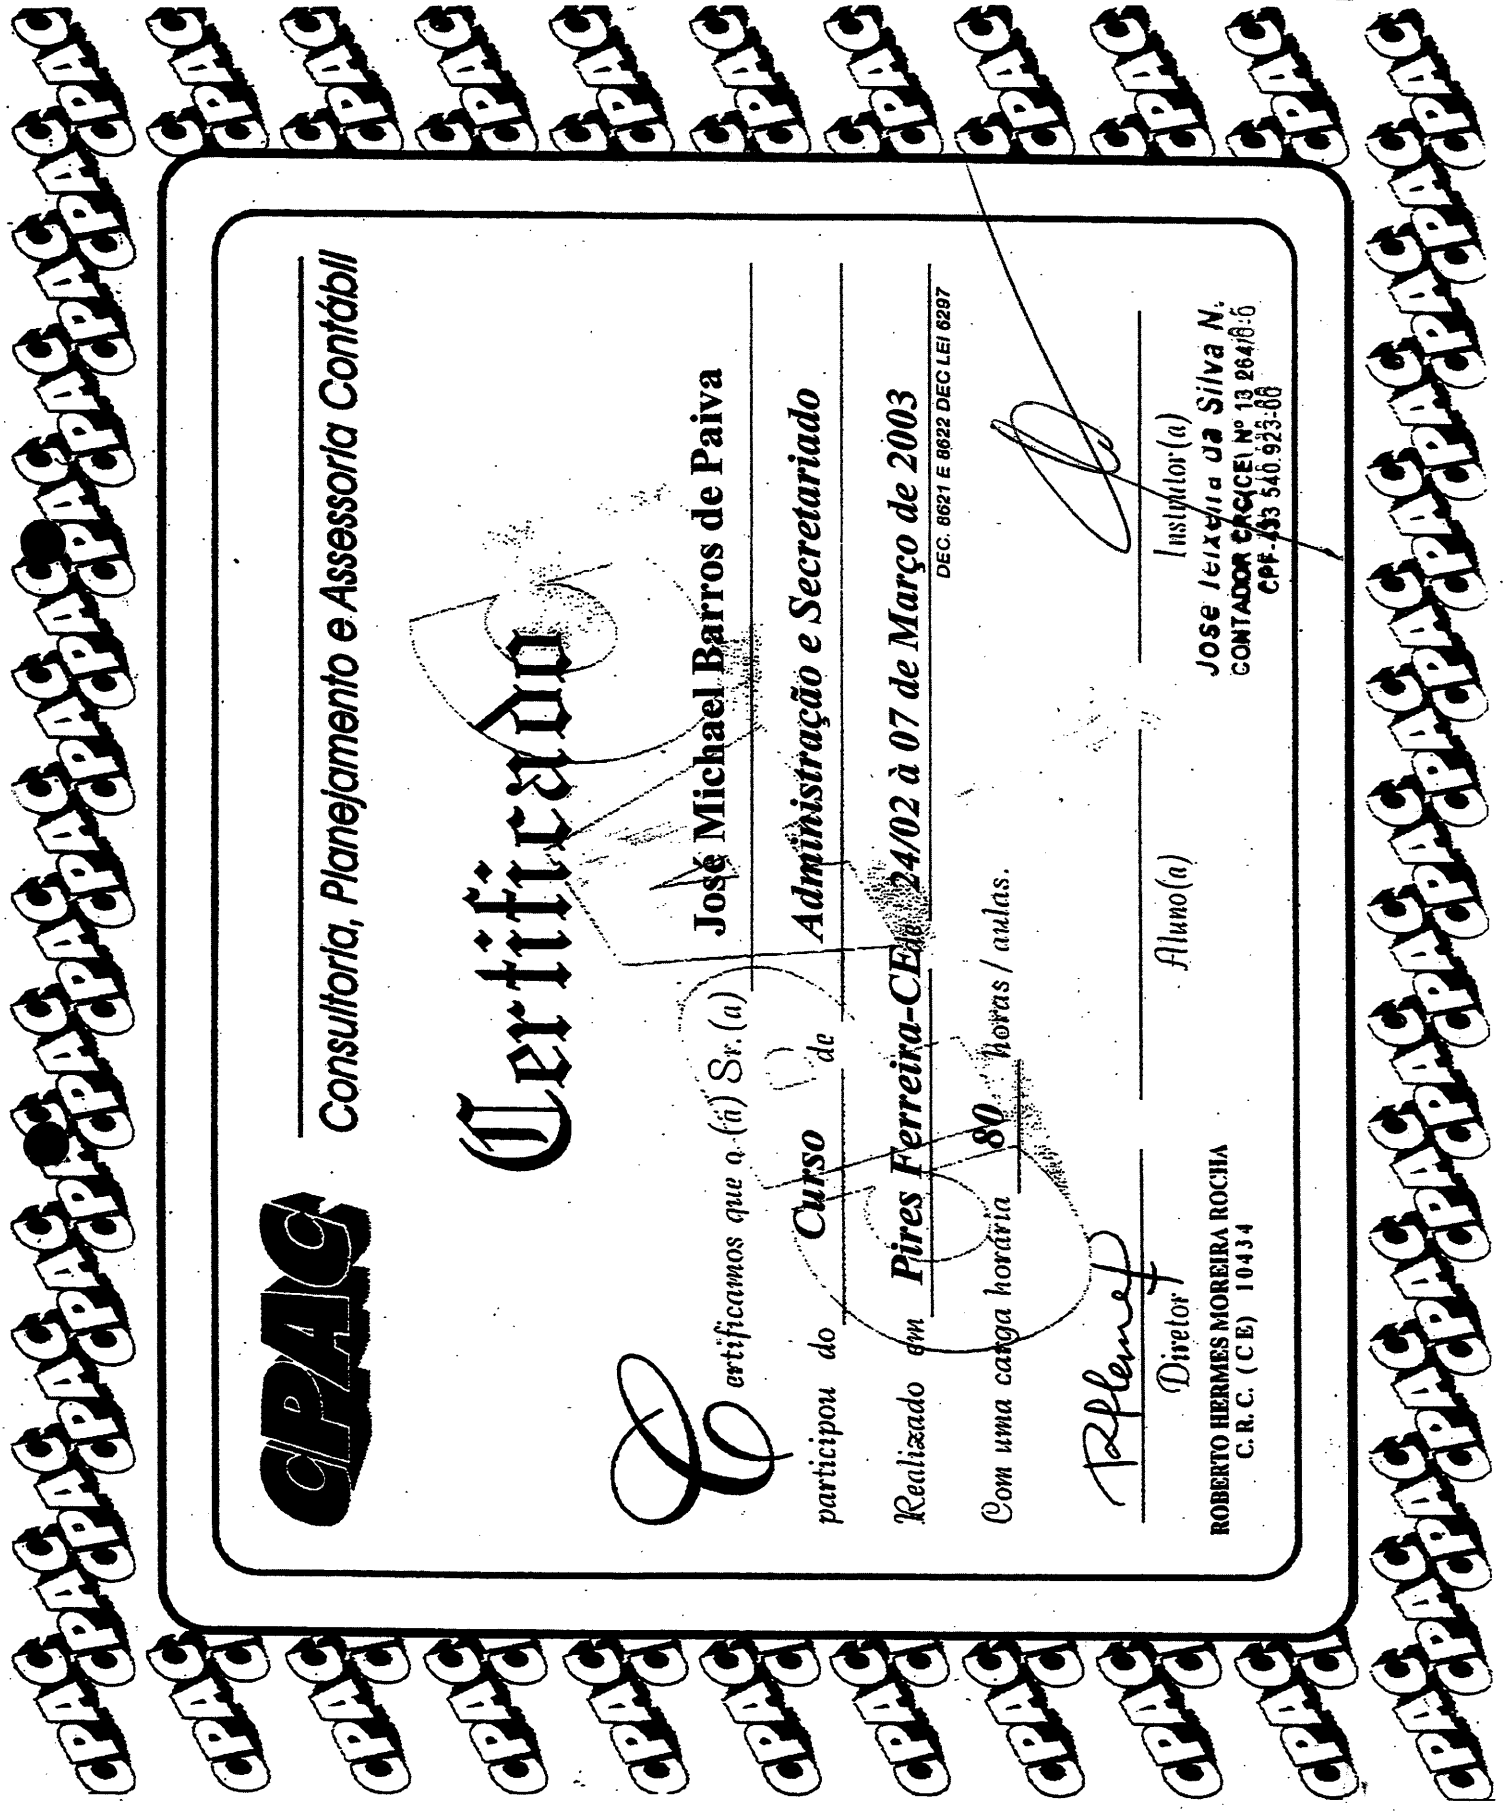 CPAC
Consultoria, Planejamento e Assessoria Contábil
Certificado
Certificamos que o (a) Sr. (a) José Michael Barros de Paiva
participou do Curso de Administração e Secretariado
Realizado em Pires Ferreira-CE de 24/02 à 07 de Março de 2003
DEC. 8621 E 8622 DEC LEI 6297
Com uma carga horária 80 horas / aulas.
Diretor Aluno(a) Instrutor(a)
ROBERTO HERMES MOREIRA ROCHA
C. R. C. (CE) 10434
Jose Teixeira da Silva N.
CONTADOR CRC(CE) Nº 13 264/0-6
CPF 540.923-00